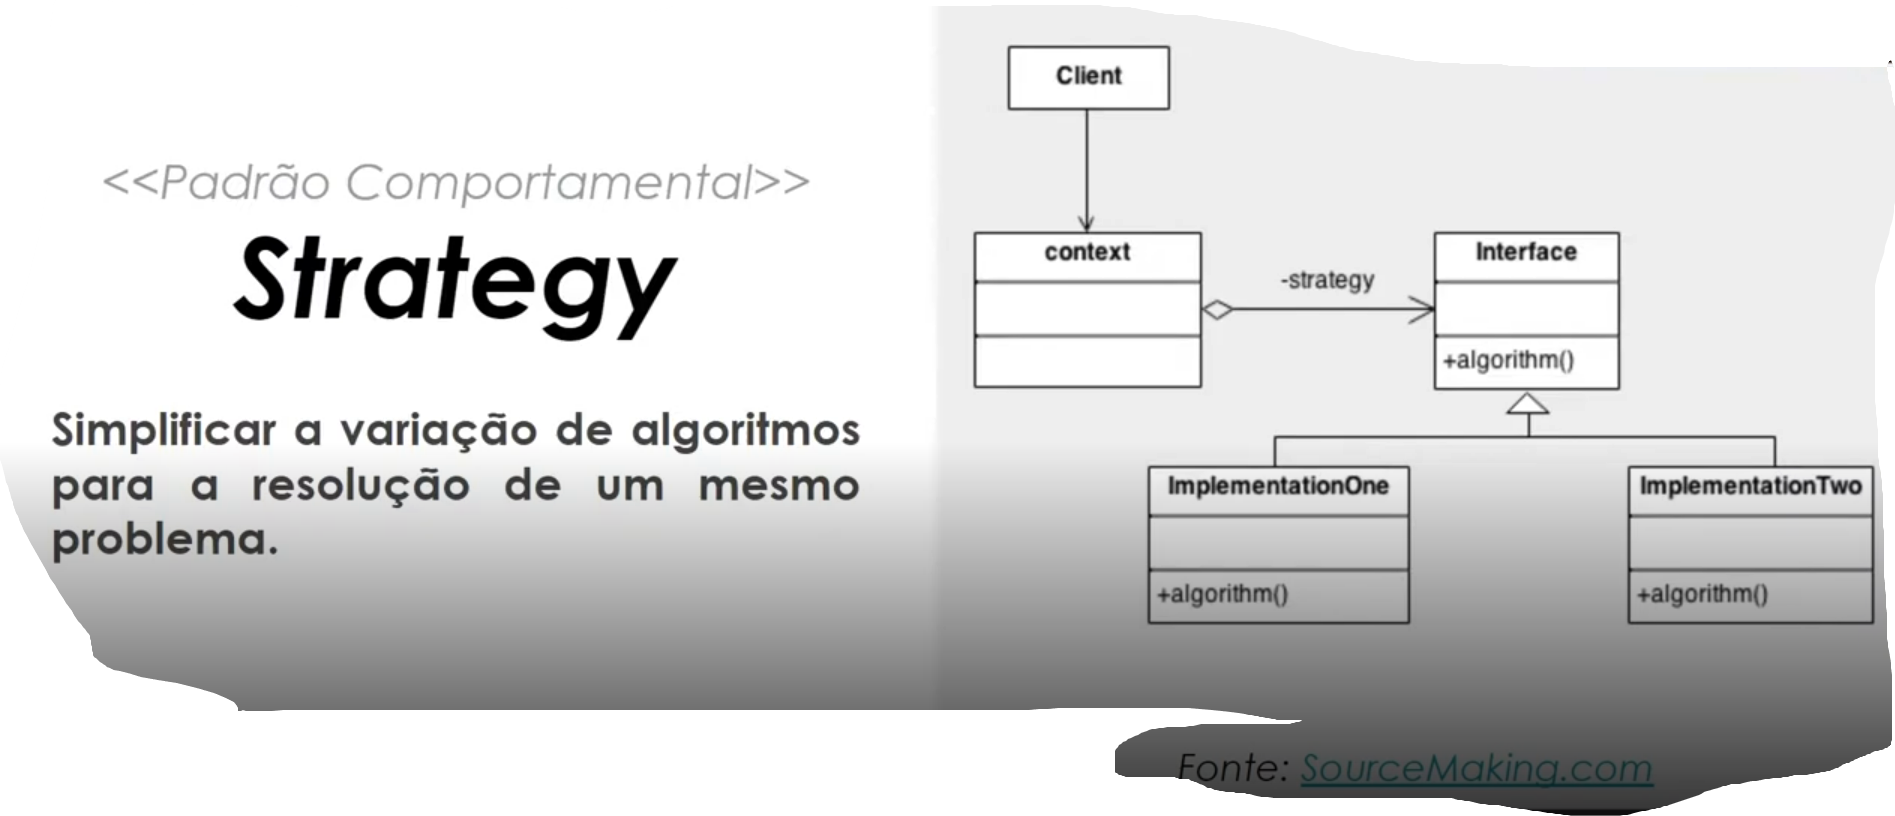 <<Padrão Comportamental>>
Strategy
Simplificar a variação de algoritmos
para a resolução de um mesmo
problema.
Client
context
-strategy
Interface
+algorithm()
ImplementationOne
+algorithm()
ImplementationTwo
+algorithm()
Fonte: SourceMaking.com